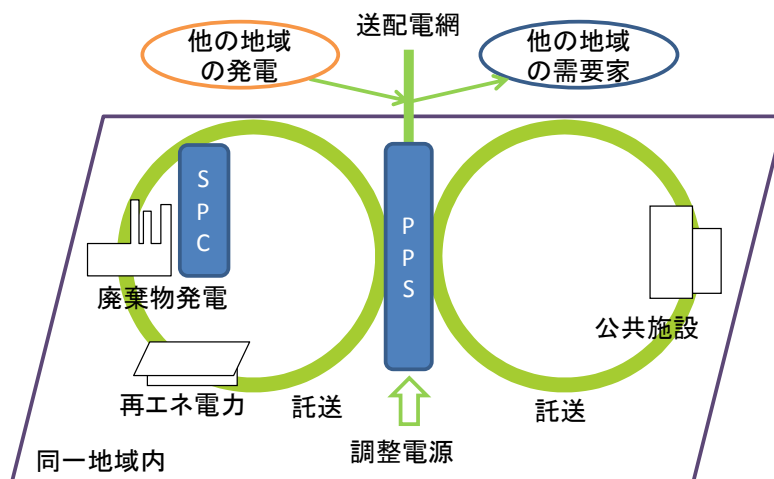 送配電網
他の地域
の発電
他の地域
の需要家
SPC
PPS
廃棄物発電
公共施設
再エネ電力
託送
託送
調整電源
同一地域内